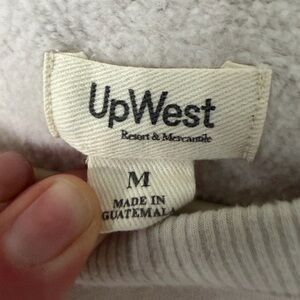 UpWest
Resort & Mercantile
M
MADE IN
GUATEMALA